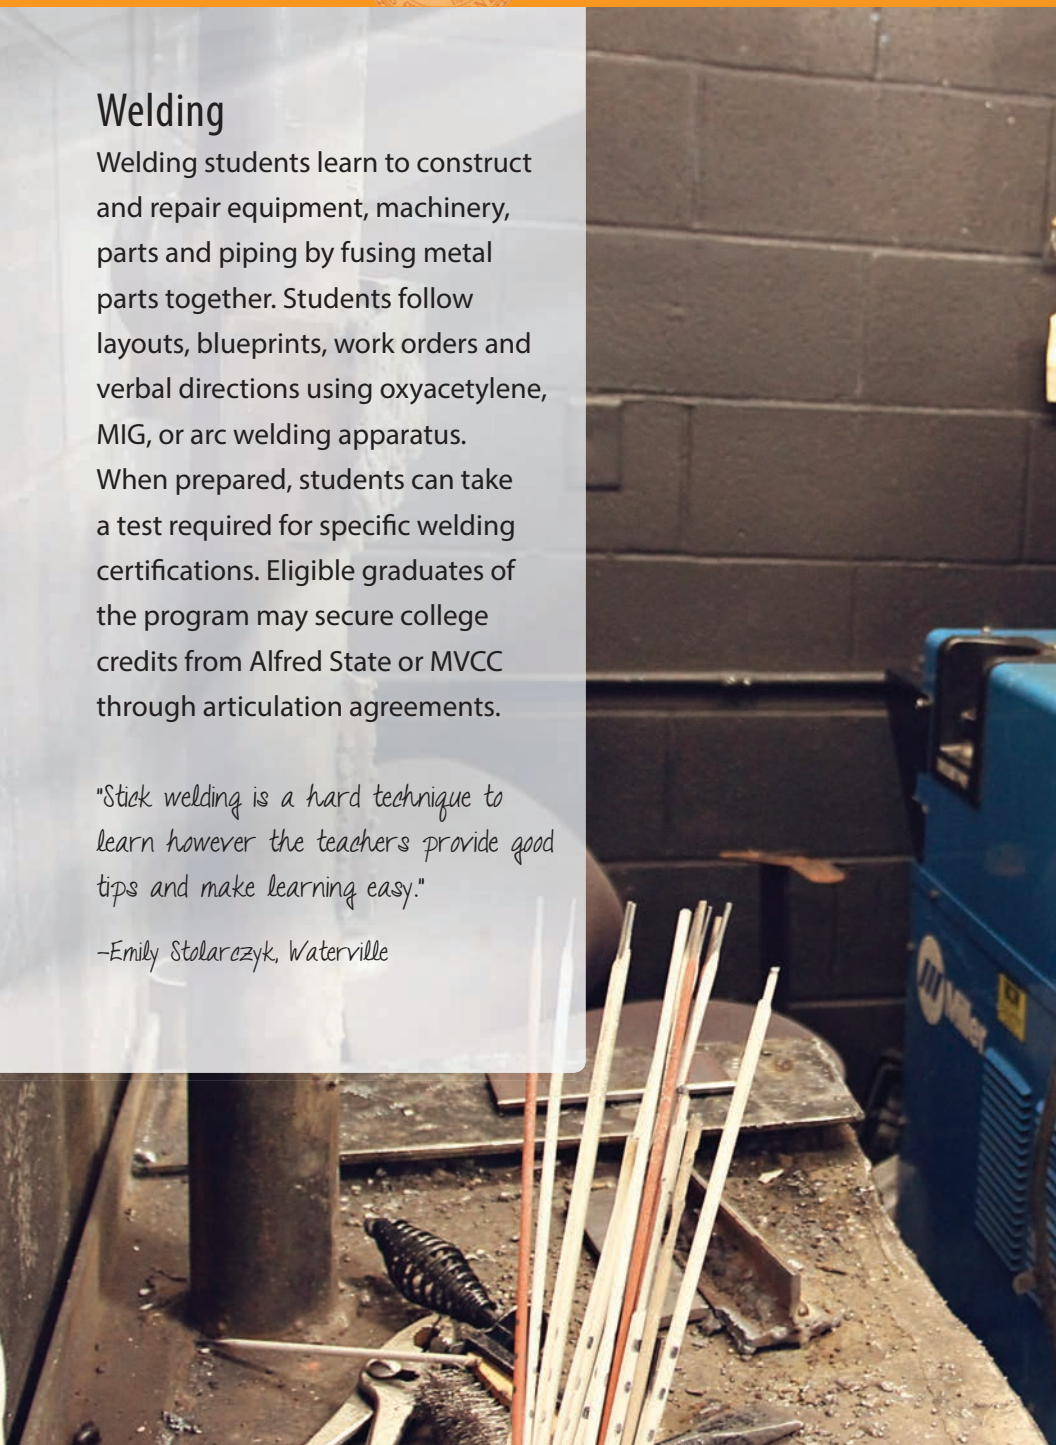 Welding
Welding students learn to construct
and repair equipment, machinery,
parts and piping by fusing metal
parts together. Students follow
layouts, blueprints, work orders and
verbal directions using oxyacetylene,
MIG, or arc welding apparatus.
When prepared, students can take
a test required for specific welding
certifications. Eligible graduates of
the program may secure college
credits from Alfred State or MVCC
through articulation agreements.
"Stick welding is a hard technique to
learn however the teachers provide good
tips and make learning easy."
–Emily Stolarczyk, Waterville
Miller